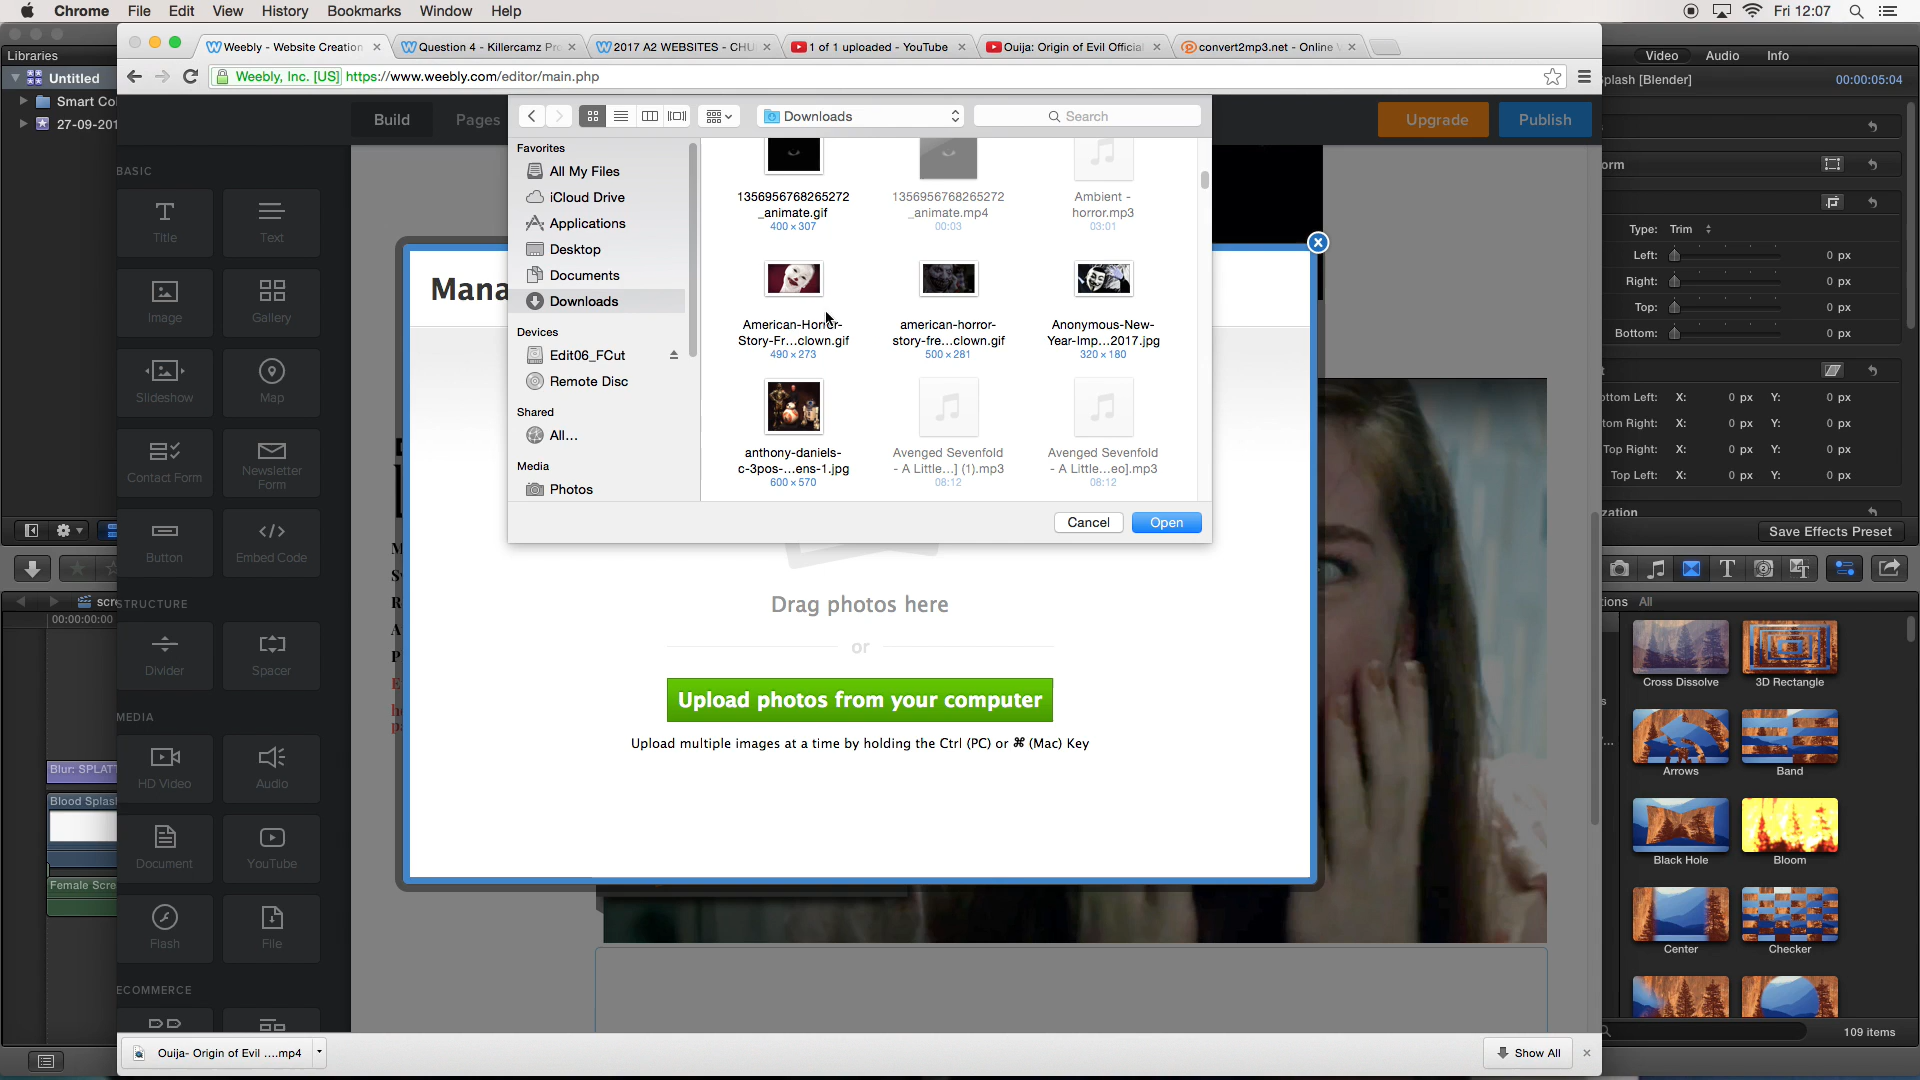 Chrome File Edit View History Bookmarks Window Help Fri 12:07
Weebly - Website Creation
Question 4 - Killercamz Pr
2017 A2 WEBSITES - CHU
1 of 1 uploaded - YouTube
Ouija: Origin of Evil Official
convert2mp3.net - Online V
Weebly, Inc. [US] https://www.weebly.com/editor/main.php
Libraries
Untitled
Smart Co
27-09-201
Build Pages
Upgrade Publish
BASIC
Title Text
Image Gallery
Slideshow Map
Contact Form Newsletter Form
Button Embed Code
STRUCTURE
Divider Spacer
MEDIA
HD Video Audio
Document YouTube
Flash File
ECOMMERCE
00:00:00:00
Blur: SPLAT
Blood Splas
Female Scre
Mana
Downloads
Search
Favorites
All My Files
iCloud Drive
Applications
Desktop
Documents
Downloads
Devices
Edit06_FCut
Remote Disc
Shared
All...
Media
Photos
1356956768265272
_animate.gif
400 × 307
1356956768265272
_animate.mp4
00:03
Ambient -
horror.mp3
03:01
American-Horror-
Story-Fr...clown.gif
490 × 273
american-horror-
story-fre...clown.gif
500 × 281
Anonymous-New-
Year-Imp...2017.jpg
320 × 180
anthony-daniels-
c-3pos-...ens-1.jpg
600 × 570
Avenged Sevenfold
- A Little...] (1).mp3
08:12
Avenged Sevenfold
- A Little...eo].mp3
08:12
Cancel Open
Drag photos here
or
Upload photos from your computer
Upload multiple images at a time by holding the Ctrl (PC) or ⌘ (Mac) Key
Video Audio Info
plash [Blender] 00:00:05:04
orm
Type: Trim
Left: 0 px
Right: 0 px
Top: 0 px
Bottom: 0 px
ottom Left: X: 0 px Y: 0 px
tom Right: X: 0 px Y: 0 px
Top Right: X: 0 px Y: 0 px
Top Left: X: 0 px Y: 0 px
zation
Save Effects Preset
tions All
Cross Dissolve 3D Rectangle
Arrows Band
Black Hole Bloom
Center Checker
109 items
Ouija- Origin of Evil ....mp4
Show All